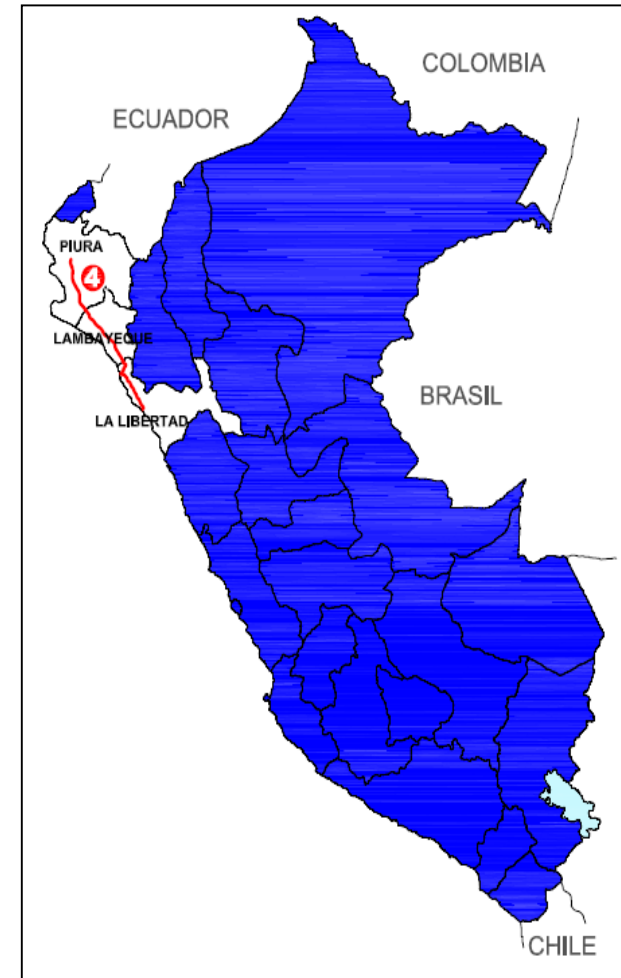 COLOMBIA
ECUADOR
PIURA
4
LAMBAYEQUE
BRASIL
LA LIBERTAD
CHILE